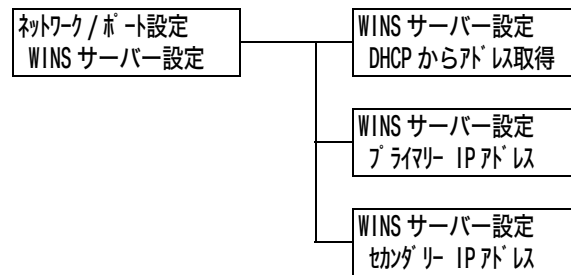 ﾈｯﾄﾜｰｸ / ﾎﾟｰﾄ設定
WINS サーバー設定
WINS サーバー設定
DHCP からｱﾄﾞﾚｽ取得
WINS サーバー設定
ﾌﾟﾗｲﾏﾘｰ IP ｱﾄﾞﾚｽ
WINS サーバー設定
ｾｶﾝﾀﾞﾘｰ IP ｱﾄﾞﾚｽ